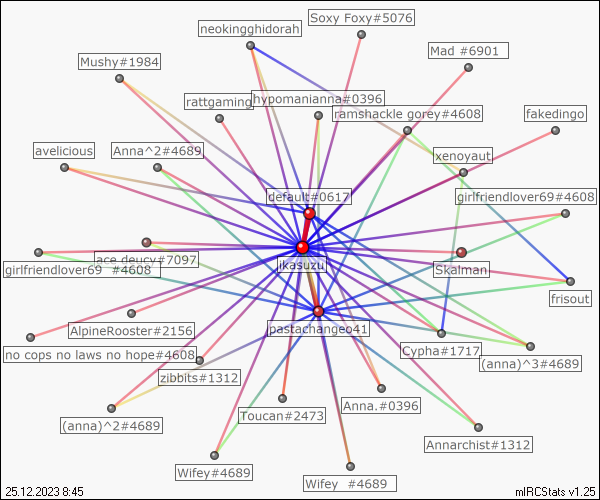 Soxy Foxy#5076
neokingghidorah
Mad #6901
Mushy#1984
rattgaming
hypomanianna#0396
ramshackle gorey#4608
fakedingo
avelicious
Anna^2#4689
xenoyaut
default#0617
girlfriendlover69#4608
ace deucy#7097
ikasuzu
Skalman
girlfriendlover69 #4608
frisout
AlpineRooster#2156
pastachangeo41
no cops no laws no hope#4608
Cypha#1717
(anna)^3#4689
zibbits#1312
Anna.#0396
Toucan#2473
(anna)^2#4689
Annarchist#1312
Wifey#4689
Wifey #4689
25.12.2023 8:45
mIRCStats v1.25